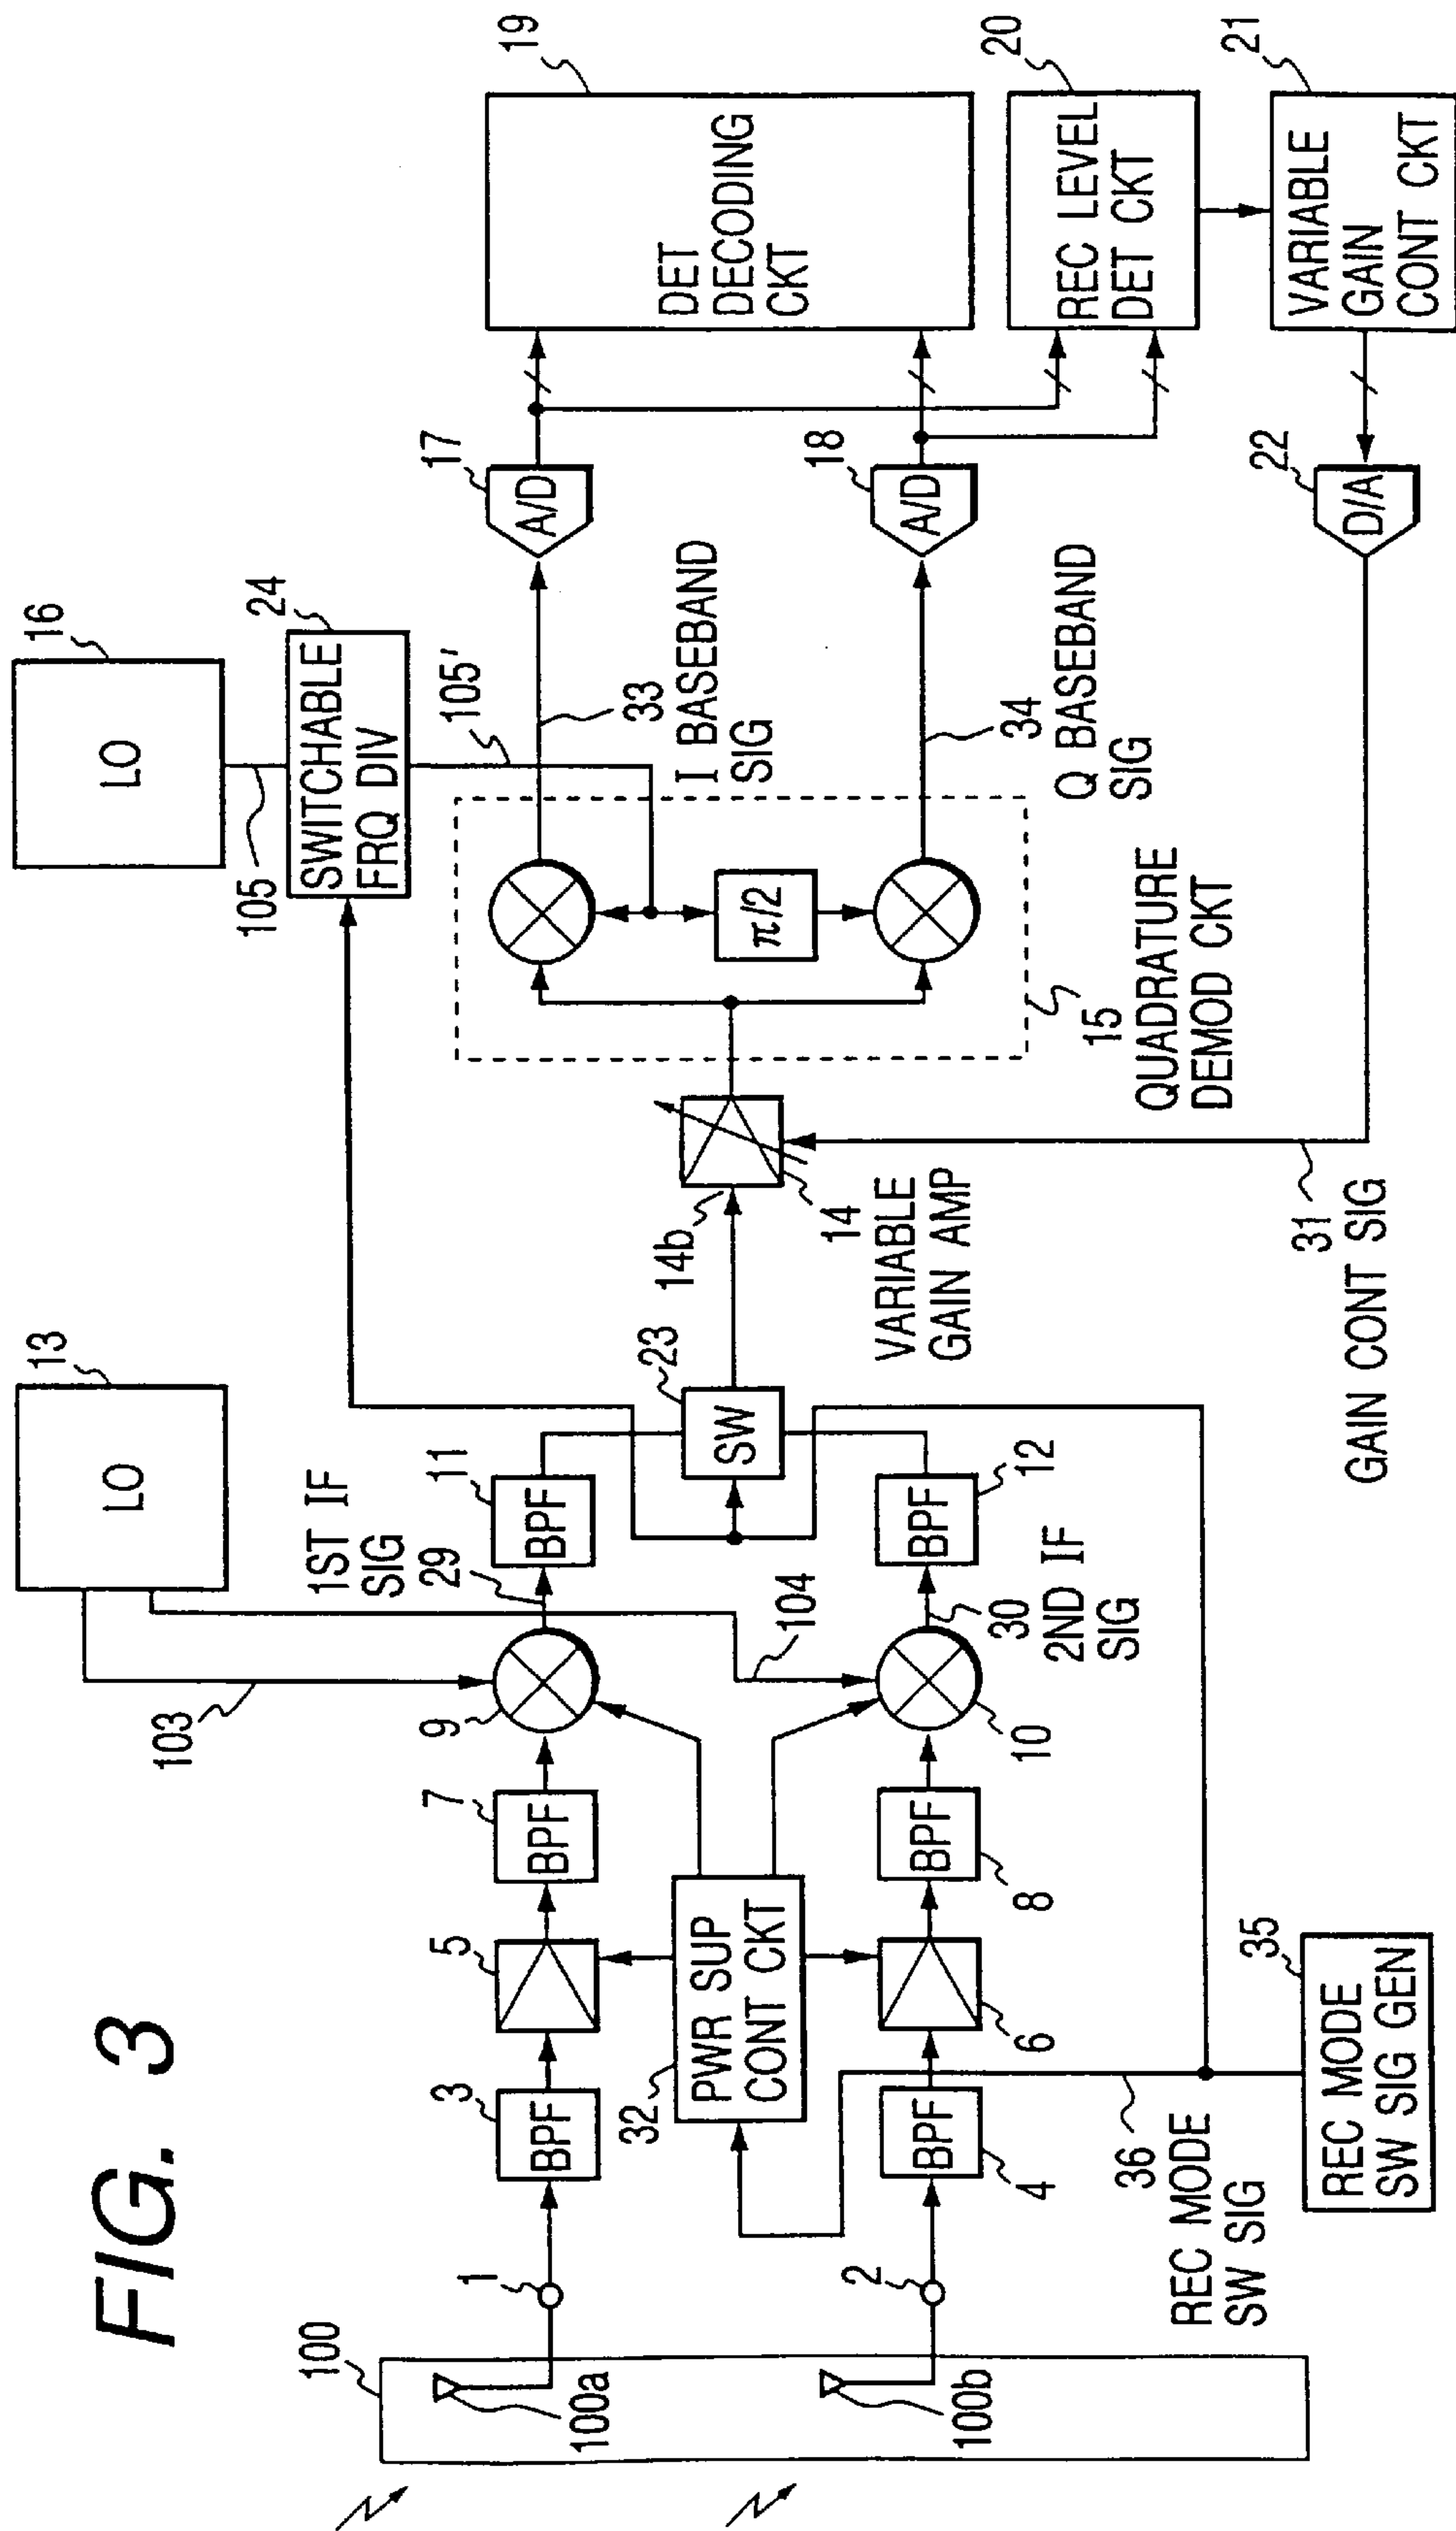 FIG. 3
100
100a
100b
1
2
3
BPF
4
BPF
5
6
7
BPF
8
BPF
32
PWR SUP
CONT CKT
36
REC MODE
SW SIG
35
REC MODE
SW SIG GEN
103
9
10
104
13
LO
1ST IF
SIG
29
30
2ND IF
SIG
11
BPF
12
BPF
23
SW
14b
14
VARIABLE
GAIN AMP
31
GAIN CONT SIG
15
QUADRATURE
DEMOD CKT
π/2
16
LO
105
24
SWITCHABLE
FRQ DIV
105'
33
I BASEBAND
SIG
34
Q BASEBAND
SIG
17
A/D
18
A/D
22
D/A
19
DET
DECODING
CKT
20
REC LEVEL
DET CKT
21
VARIABLE
GAIN
CONT CKT